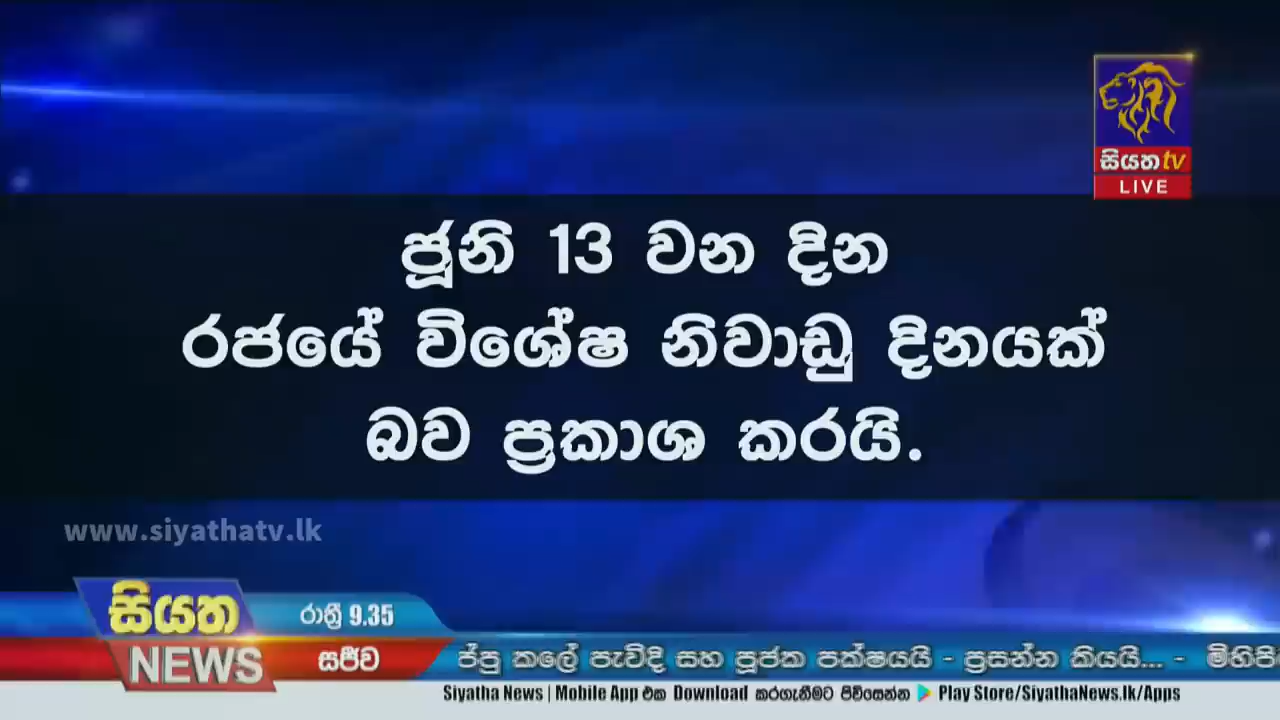 සියත tv
LIVE
ජූනි 13 වන දින
රජයේ විශේෂ නිවාඩු දිනයක්
බව ප්‍රකාශ කරයි.
www.siyathatv.lk
සියත
NEWS
රාත්‍රී 9.35
සජීව
ප්පු කලේ පැවිදි සහ පූජක පක්ෂයයි - ප්‍රසන්න කියයි... - මිහිපි
Siyatha News | Mobile App එක Download කරගැනීමට පිවිසෙන්න Play Store/SiyathaNews.lk/Apps